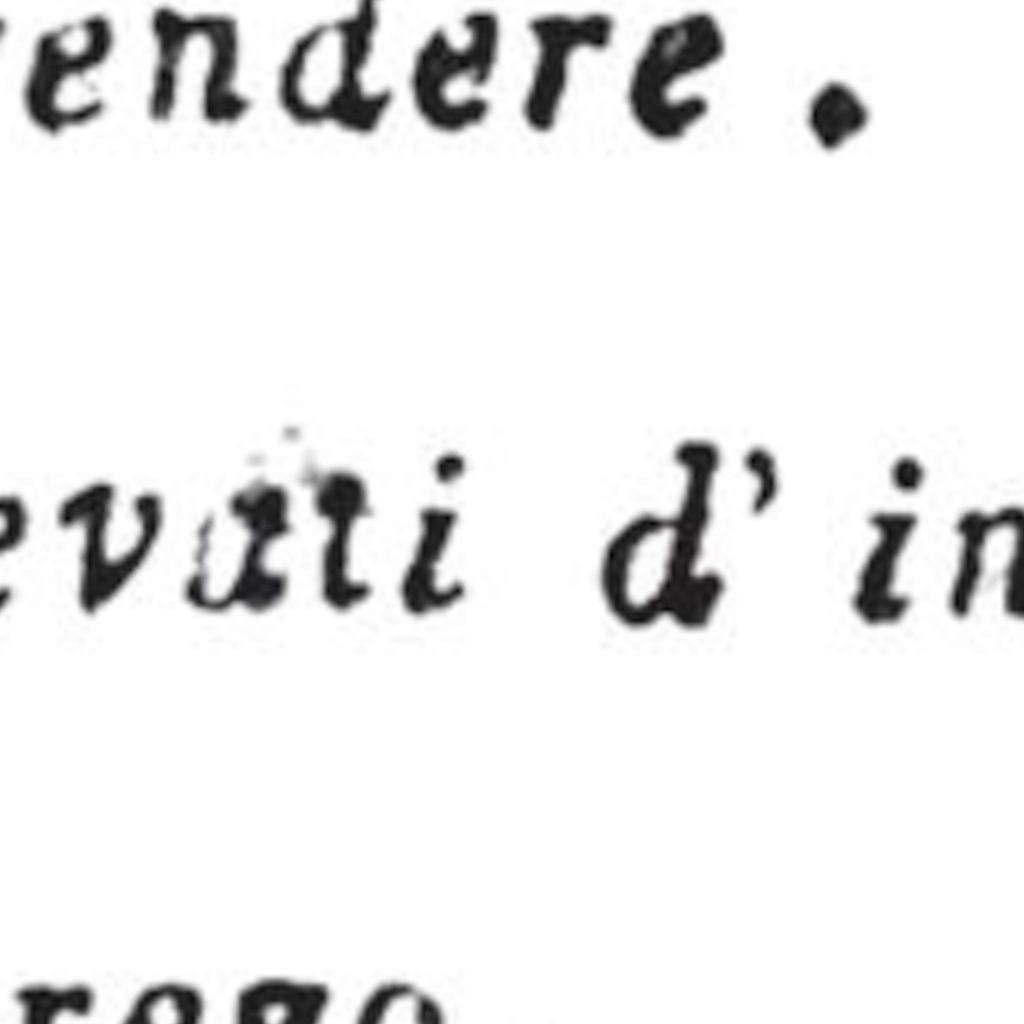 endere .
evati d' in